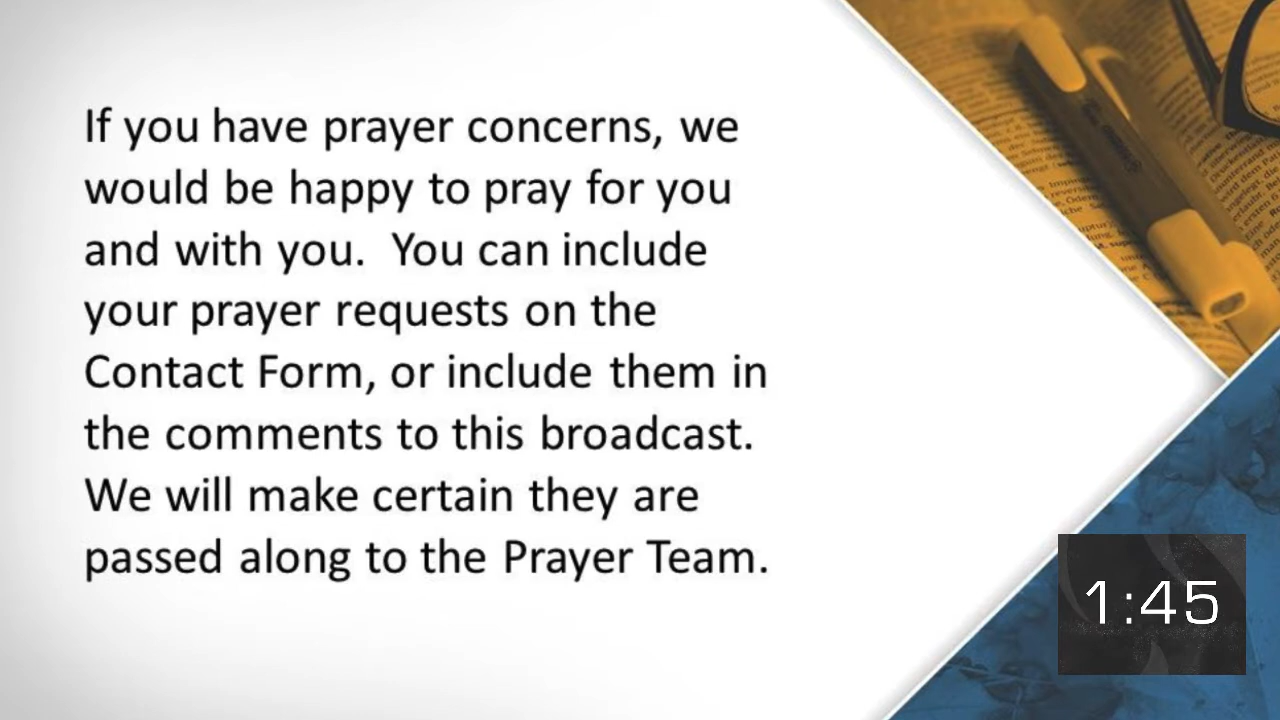 If you have prayer concerns, we
would be happy to pray for you
and with you.  You can include
your prayer requests on the
Contact Form, or include them in
the comments to this broadcast.
We will make certain they are
passed along to the Prayer Team.
1:45